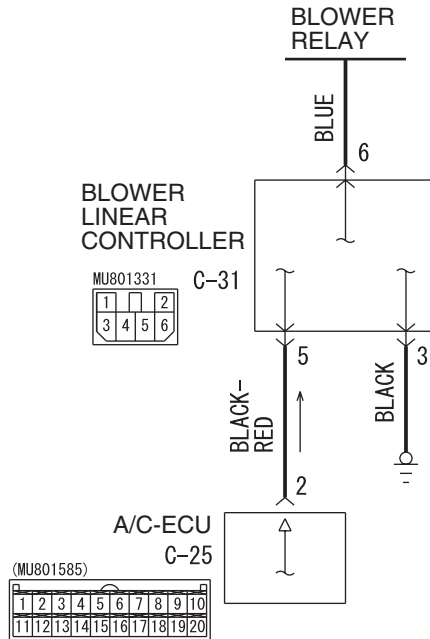 BLOWER
RELAY
BLUE
6
BLOWER
LINEAR
CONTROLLER
MU801331
C-31
1 2
3 4 5 6
5
3
BLACK-
RED
BLACK
2
A/C-ECU
C-25
(MU801585)
1 2 3 4 5 6 7 8 9 10
11 12 13 14 15 16 17 18 19 20